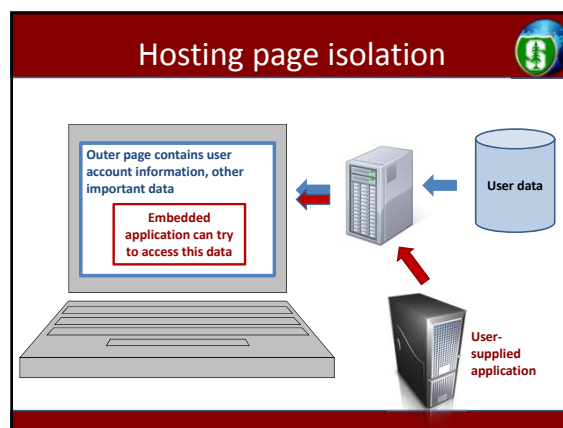 Hosting page isolation
Outer page contains user
account information, other
important data
Embedded
application can try
to access this data
User data
User-
supplied
application